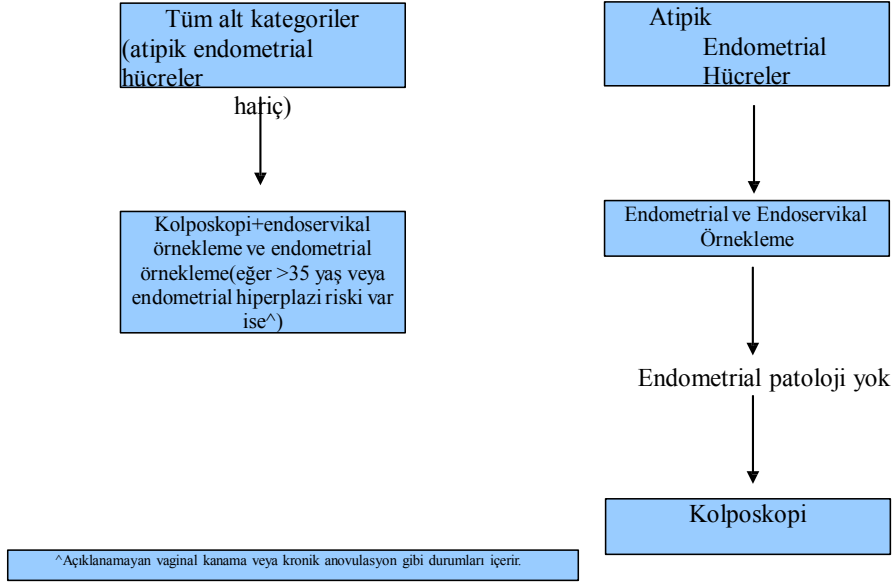 Tüm alt kategoriler
(atipik endometrial
hücreler
hariç)
Kolposkopi+endoservikal
örnekleme ve endometrial
örnekleme(eğer >35 yaş veya
endometrial hiperplazi riski var
ise^)
Atipik
Endometrial
Hücreler
Endometrial ve Endoservikal
Örnekleme
Endometrial patoloji yok
Kolposkopi
^Açıklanamayan vaginal kanama veya kronik anovulasyon gibi durumları içerir.